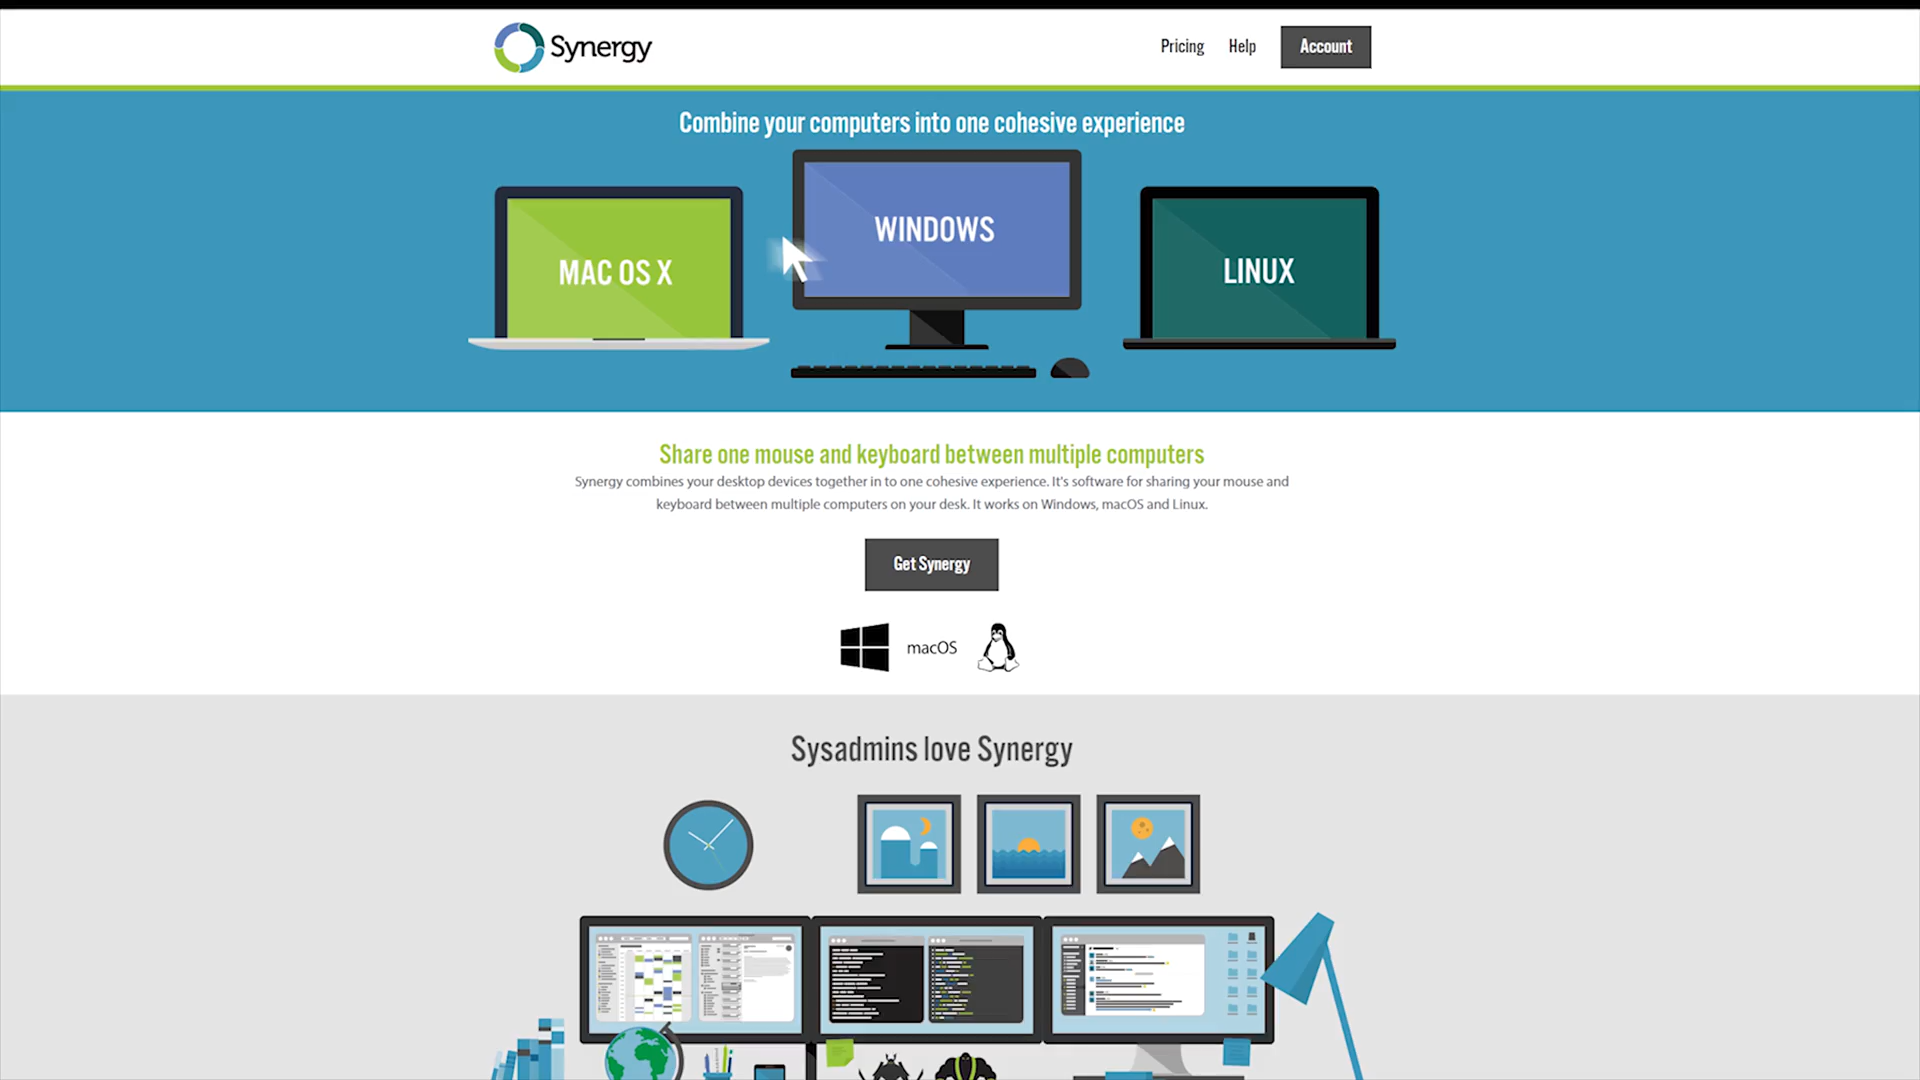 Synergy
Pricing
Help
Account
Combine your computers into one cohesive experience
MAC OS X
WINDOWS
LINUX
Share one mouse and keyboard between multiple computers
Synergy combines your desktop devices together in to one cohesive experience. It's software for sharing your mouse and
keyboard between multiple computers on your desk. It works on Windows, macOS and Linux.
Get Synergy
macOS
Sysadmins love Synergy